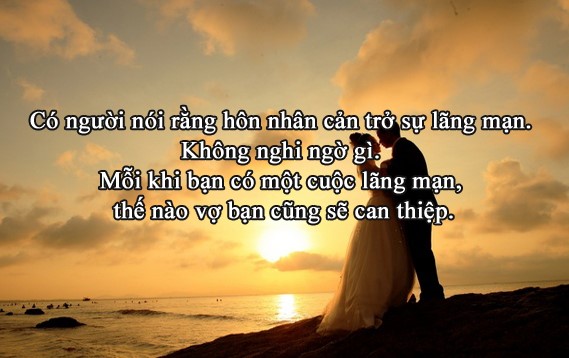 Có người nói rằng hôn nhân cản trở sự lãng mạn.
Không nghi ngờ gì.
Mỗi khi bạn có một cuộc lãng mạn,
thế nào vợ bạn cũng sẽ can thiệp.